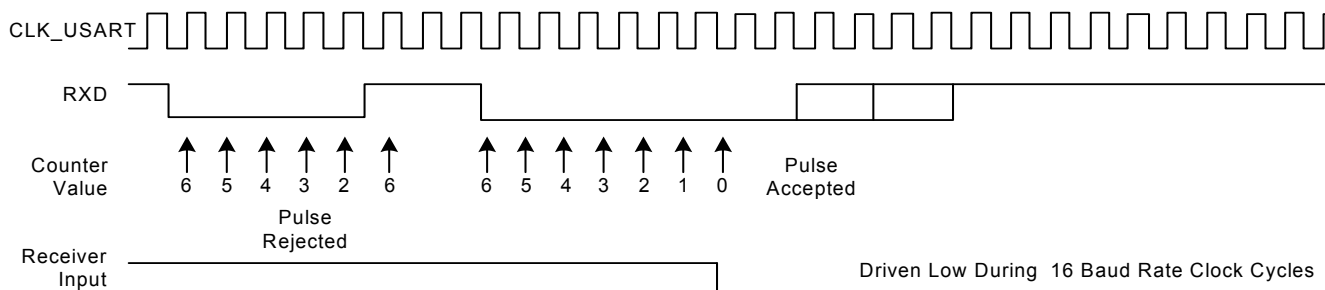 CLK_USART
RXD
Counter
Value
6 5 4 3 2 6 6 5 4 3 2 1 0
Pulse
Accepted
Pulse
Rejected
Receiver
Input
Driven Low During 16 Baud Rate Clock Cycles